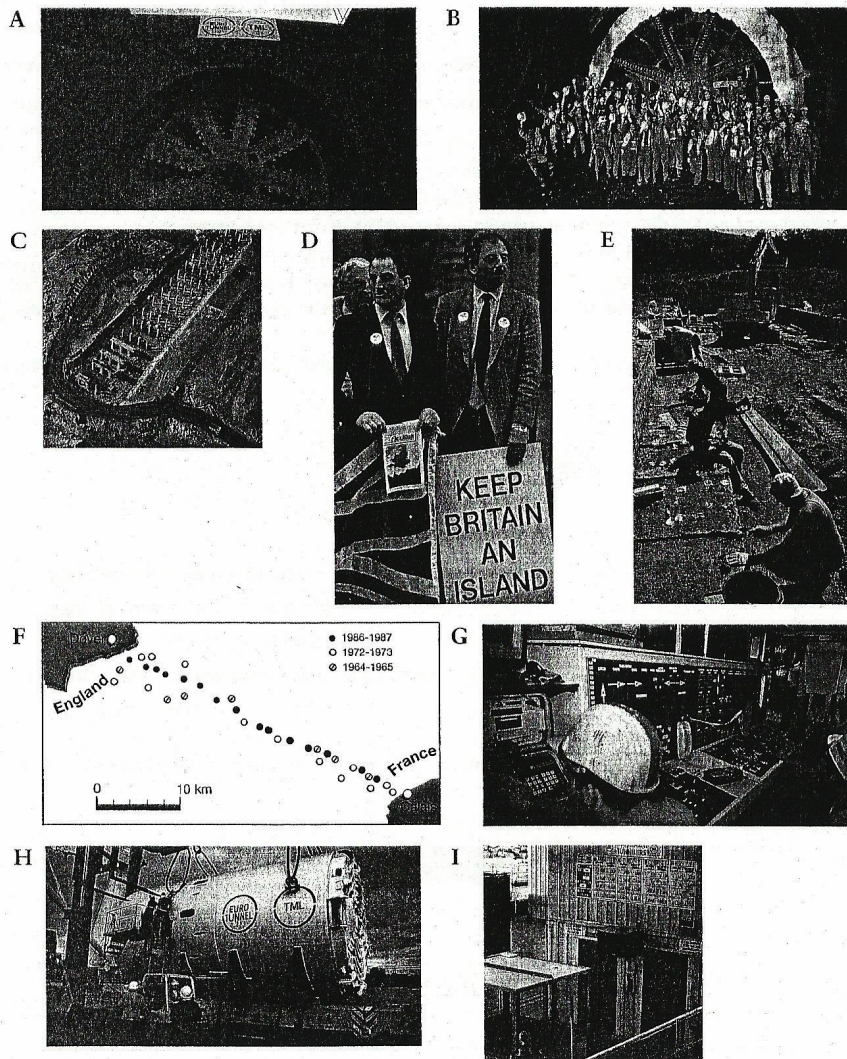 A
B
TML
C
D
E
KEEP
BRITAIN
AN
ISLAND
F
Dover
England
1986-1987
1972-1973
1964-1965
France
0
10 km
G
H
EURO
TUNNEL
TML
I